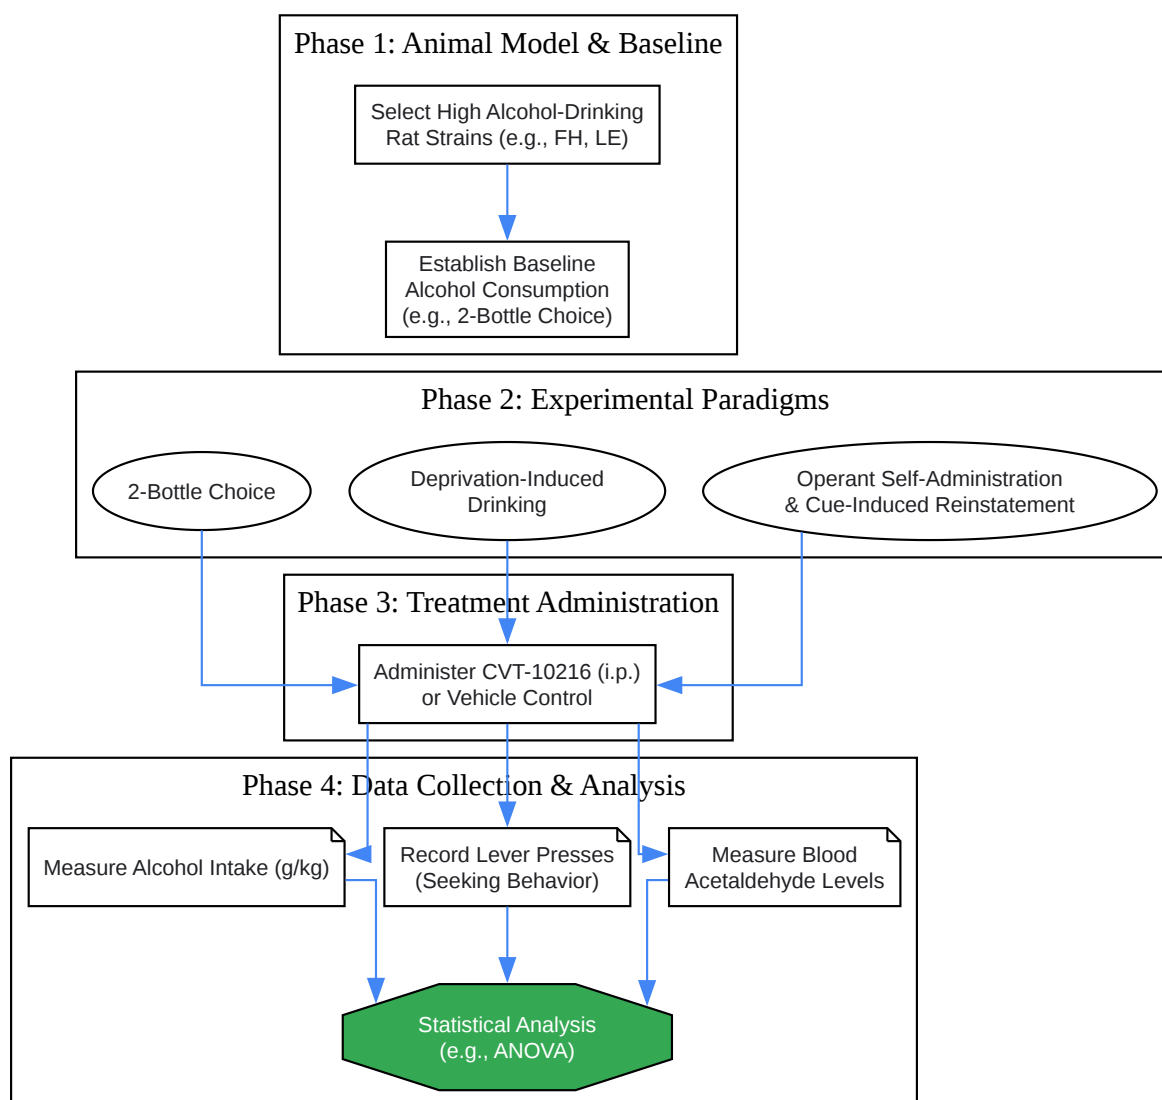 Phase 1: Animal Model & Baseline
Select High Alcohol-Drinking
Rat Strains (e.g., FH, LE)
Establish Baseline
Alcohol Consumption
(e.g., 2-Bottle Choice)
Phase 2: Experimental Paradigms
2-Bottle Choice
Deprivation-Induced
Drinking
Operant Self-Administration
& Cue-Induced Reinstatement
Phase 3: Treatment Administration
Administer CVT-10216 (i.p.)
or Vehicle Control
Phase 4: Data Collection & Analysis
Measure Alcohol Intake (g/kg)
Record Lever Presses
(Seeking Behavior)
Measure Blood
Acetaldehyde Levels
Statistical Analysis
(e.g., ANOVA)